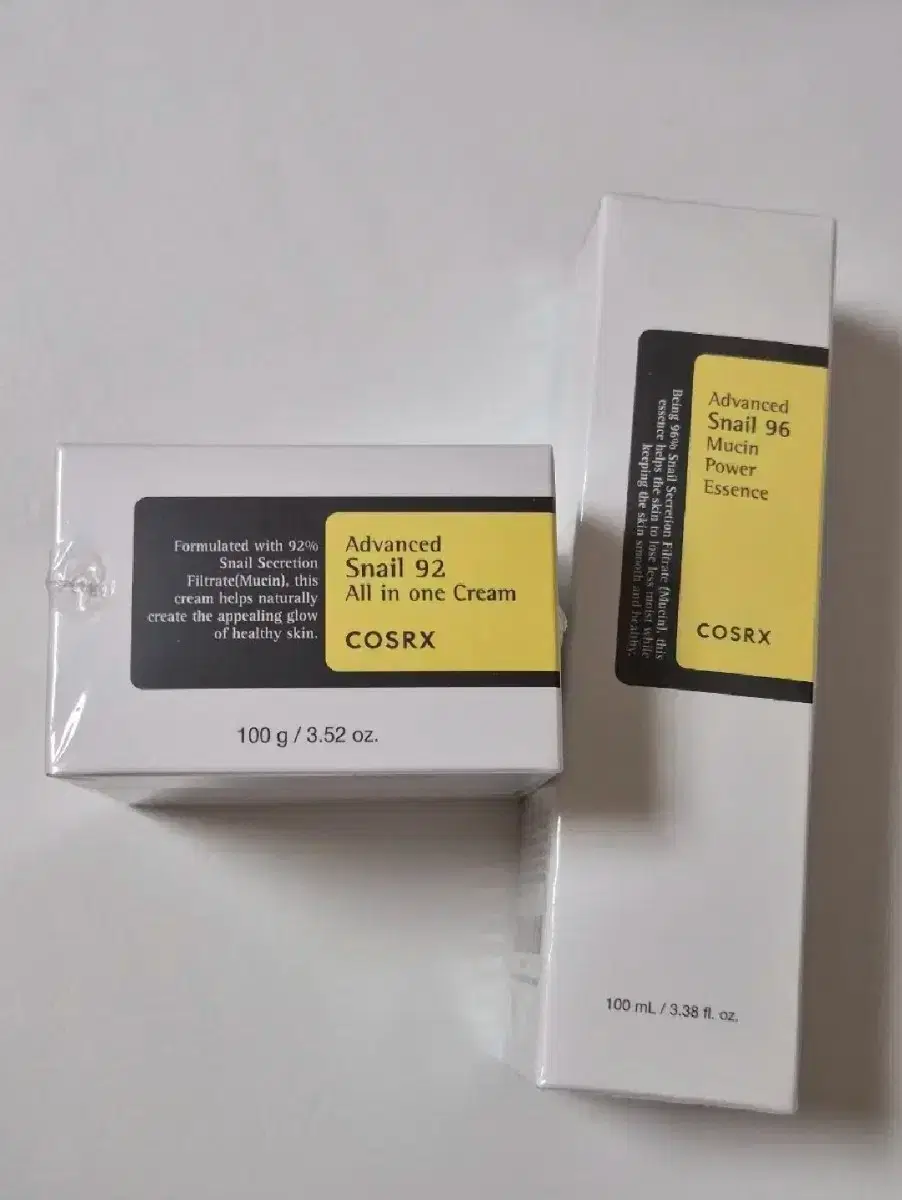 Formulated with 92%
Snail Secretion
Filtrate(Mucin), this
cream helps naturally
create the appealing glow
of healthy skin.
Advanced
Snail 92
All in one Cream
COSRX
100 g / 3.52 oz.
Being 96% Snail Secretion Filtrate (Mucin), this
essence helps the skin to lose less moist while
keeping the skin smooth and healthy.
Advanced
Snail 96
Mucin
Power
Essence
COSRX
100 mL / 3.38 fl. oz.